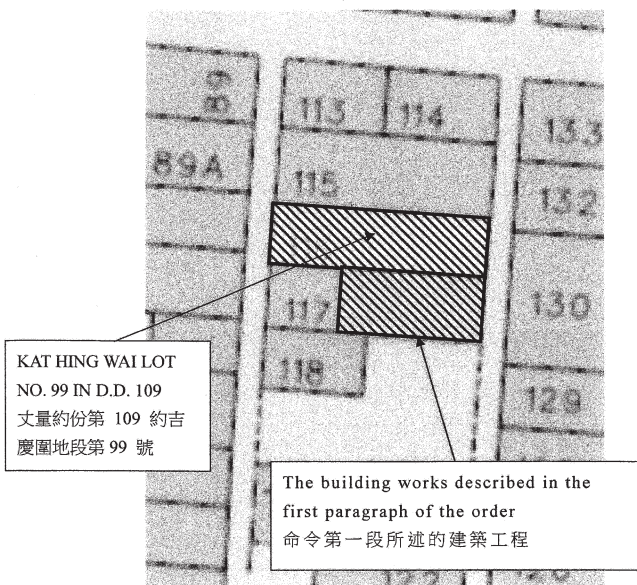 89
113 114
133
89A
115
132
117
130
118
129
KAT HING WAI LOT
NO. 99 IN D.D. 109
丈量約份第 109 約吉
慶圍地段第 99 號
The building works described in the
first paragraph of the order
命令第一段所述的建築工程
122